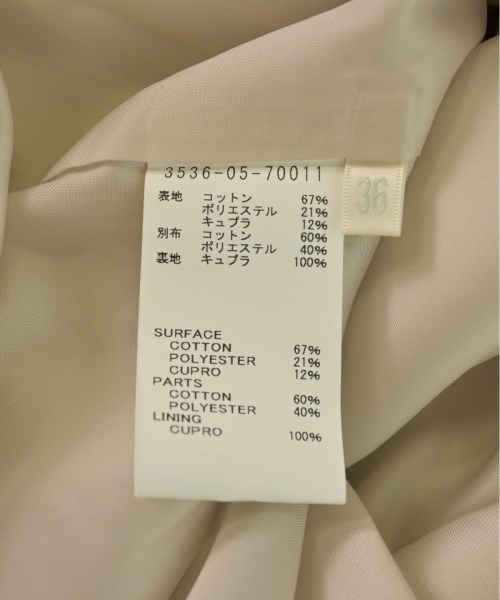 3536-05-70011
36
表地 コットン 67%
ポリエステル 21%
キュプラ 12%
別布 コットン 60%
ポリエステル 40%
裏地 キュプラ 100%
SURFACE
COTTON 67%
POLYESTER 21%
CUPRO 12%
PARTS
COTTON 60%
POLYESTER 40%
LINING
CUPRO 100%